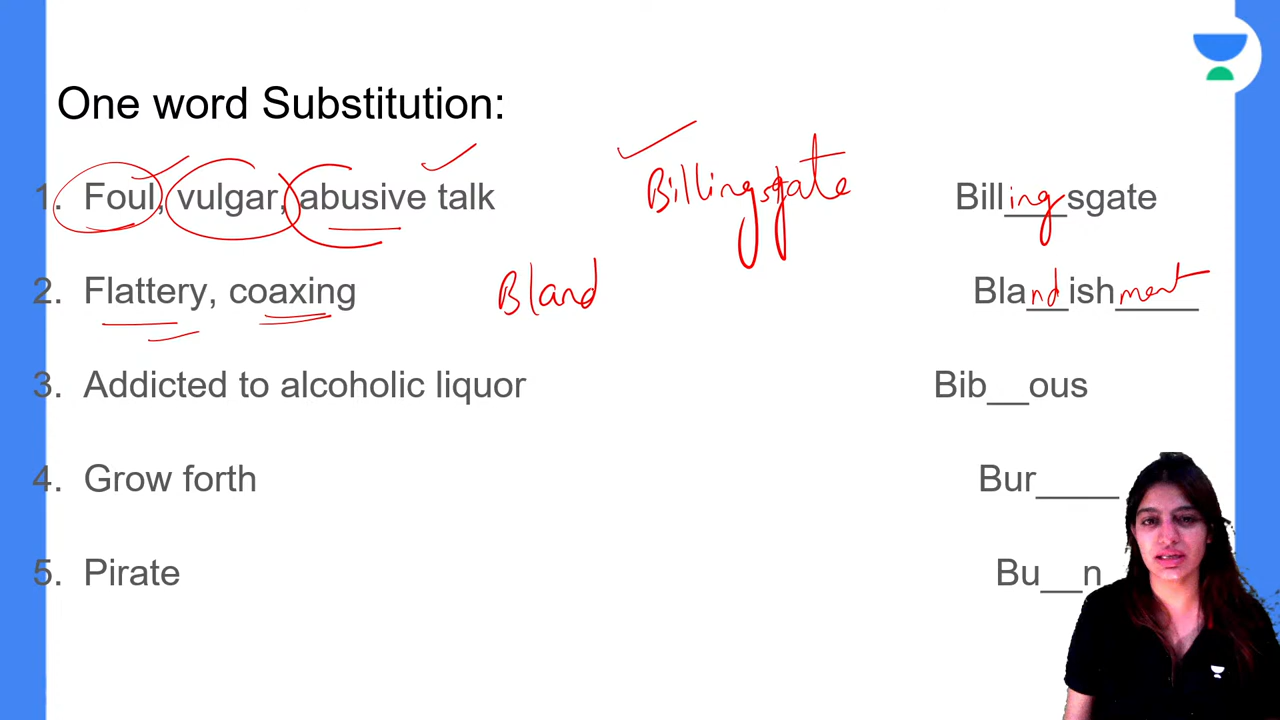 One word Substitution:
1. Foul, vulgar, abusive talk Billingsgate Bill ing sgate
2. Flattery, coaxing Bland Bla nd ish ment
3. Addicted to alcoholic liquor Bib__ous
4. Grow forth Bur____
5. Pirate Bu__n